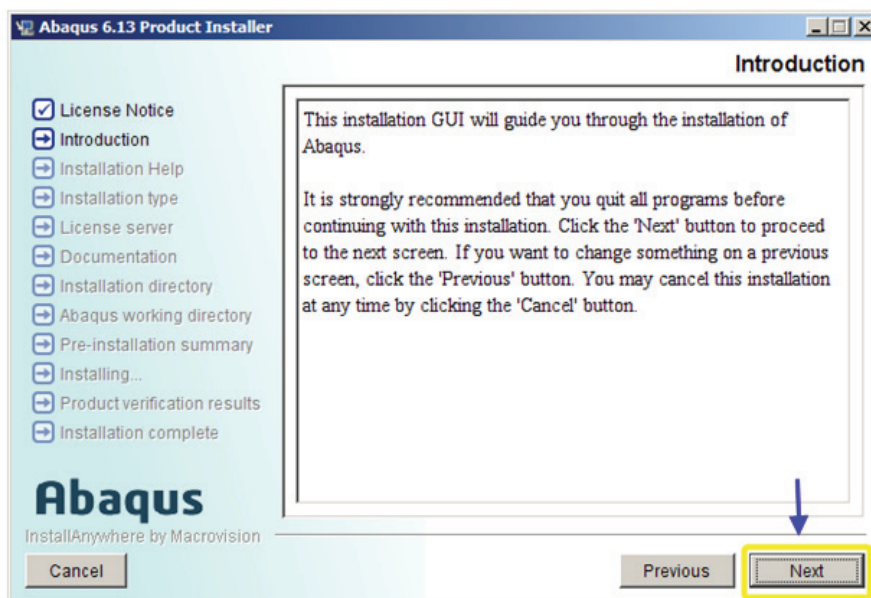 Abaqus 6.13 Product Installer
Introduction
License Notice
Introduction
Installation Help
Installation type
License server
Documentation
Installation directory
Abaqus working directory
Pre-installation summary
Installing...
Product verification results
Installation complete
This installation GUI will guide you through the installation of
Abaqus.
It is strongly recommended that you quit all programs before
continuing with this installation. Click the 'Next' button to proceed
to the next screen. If you want to change something on a previous
screen, click the 'Previous' button. You may cancel this installation
at any time by clicking the 'Cancel' button.
Abaqus
InstallAnywhere by Macrovision
Cancel
Previous
Next